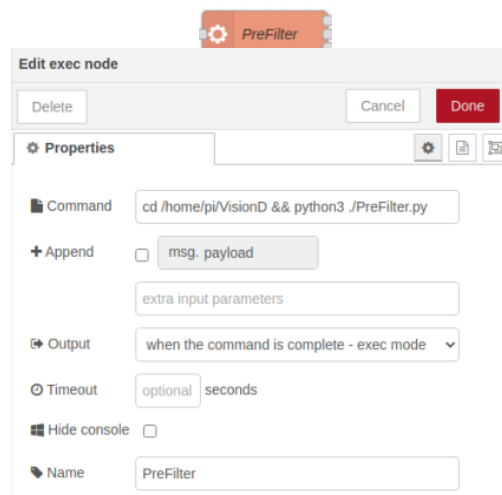 PreFilter
Edit exec node
Delete Cancel Done
Properties
Command cd /home/pi/VisionD && python3 ./PreFilter.py
Append msg. payload
extra input parameters
Output when the command is complete - exec mode
Timeout optional seconds
Hide console
Name PreFilter